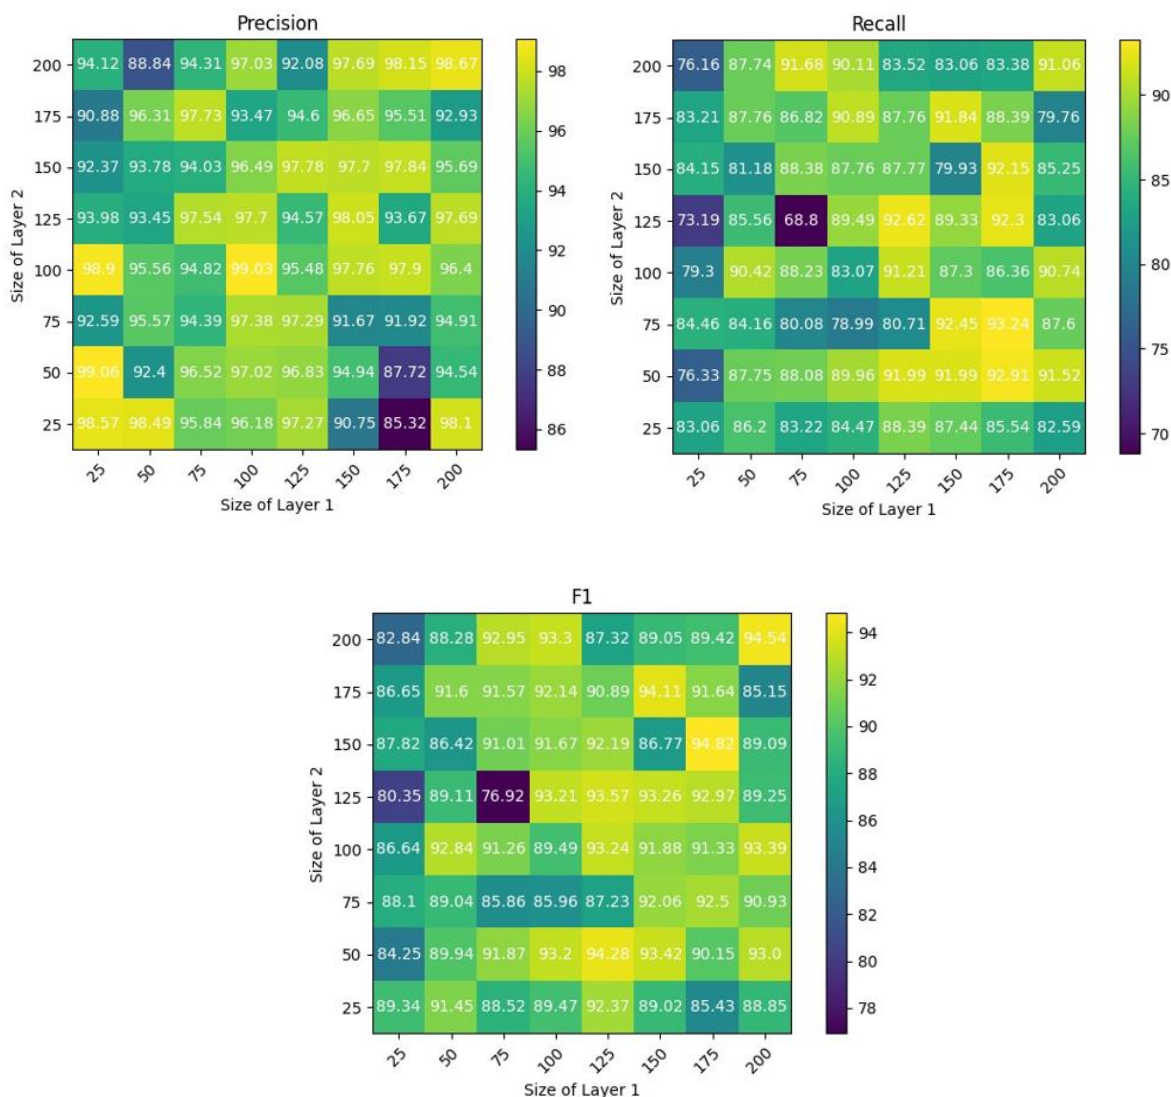 Precision
200 94.12 88.84 94.31 97.03 92.08 97.69 98.15 98.67
175 90.88 96.31 97.73 93.47 94.6 96.65 95.51 92.93
150 92.37 93.78 94.03 96.49 97.78 97.7 97.84 95.69
125 93.98 93.45 97.54 97.7 94.57 98.05 93.67 97.69
100 98.9 95.56 94.82 99.03 95.48 97.76 97.9 96.4
75 92.59 95.57 94.39 97.38 97.29 91.67 91.92 94.91
50 99.06 92.4 96.52 97.02 96.83 94.94 87.72 94.54
25 98.57 98.49 95.84 96.18 97.27 90.75 85.32 98.1
25 50 75 100 125 150 175 200
Size of Layer 1
Size of Layer 2
98
96
94
92
90
88
86
Recall
200 76.16 87.74 91.68 90.11 83.52 83.06 83.38 91.06
175 83.21 87.76 86.82 90.89 87.76 91.84 88.39 79.76
150 84.15 81.18 88.38 87.76 87.77 79.93 92.15 85.25
125 73.19 85.56 68.8 89.49 92.62 89.33 92.3 83.06
100 79.3 90.42 88.23 83.07 91.21 87.3 86.36 90.74
75 84.46 84.16 80.08 78.99 80.71 92.45 93.24 87.6
50 76.33 87.75 88.08 89.96 91.99 91.99 92.91 91.52
25 83.06 86.2 83.22 84.47 88.39 87.44 85.54 82.59
25 50 75 100 125 150 175 200
Size of Layer 1
Size of Layer 2
90
85
80
75
70
F1
200 82.84 88.28 92.95 93.3 87.32 89.05 89.42 94.54
175 86.65 91.6 91.57 92.14 90.89 94.11 91.64 85.15
150 87.82 86.42 91.01 91.67 92.19 86.77 94.82 89.09
125 80.35 89.11 76.92 93.21 93.57 93.26 92.97 89.25
100 86.64 92.84 91.26 89.49 93.24 91.88 91.33 93.39
75 88.1 89.04 85.86 85.96 87.23 92.06 92.5 90.93
50 84.25 89.94 91.87 93.2 94.28 93.42 90.15 93.0
25 89.34 91.45 88.52 89.47 92.37 89.02 85.43 88.85
25 50 75 100 125 150 175 200
Size of Layer 1
Size of Layer 2
94
92
90
88
86
84
82
80
78